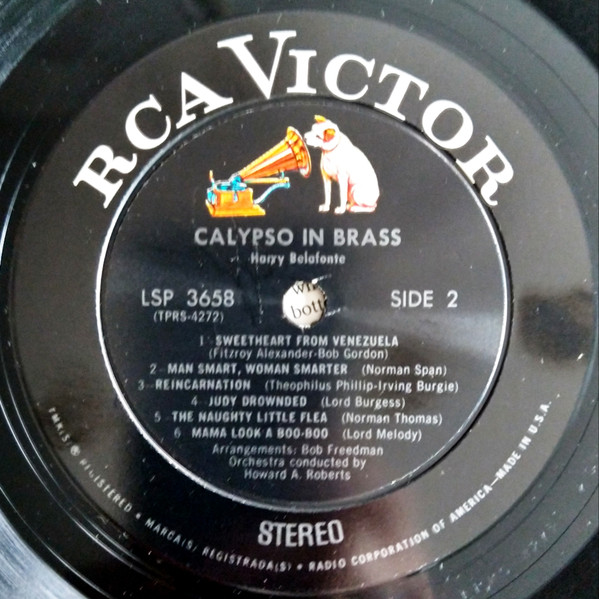 RCA VICTOR
CALYPSO IN BRASS
Harry Belafonte
LSP 3658
(TPRS-4272)
SIDE 2
bott
1 SWEETHEART FROM VENEZUELA
(Fitzroy Alexander-Bob Gordon)
2 MAN SMART, WOMAN SMARTER (Norman Span)
3 REINCARNATION (Theophilus Phillip-Irving Burgie)
4 JUDY DROWNDED (Lord Burgess)
5 THE NAUGHTY LITTLE FLEA (Norman Thomas)
6 MAMA LOOK A BOO-BOO (Lord Melody)
Arrangements: Bob Freedman
Orchestra conducted by
Howard A. Roberts
STEREO
TMK(S) ® REGISTERED • MARCA(S) REGISTRADA(S) • RADIO CORPORATION OF AMERICA—MADE IN U.S.A.